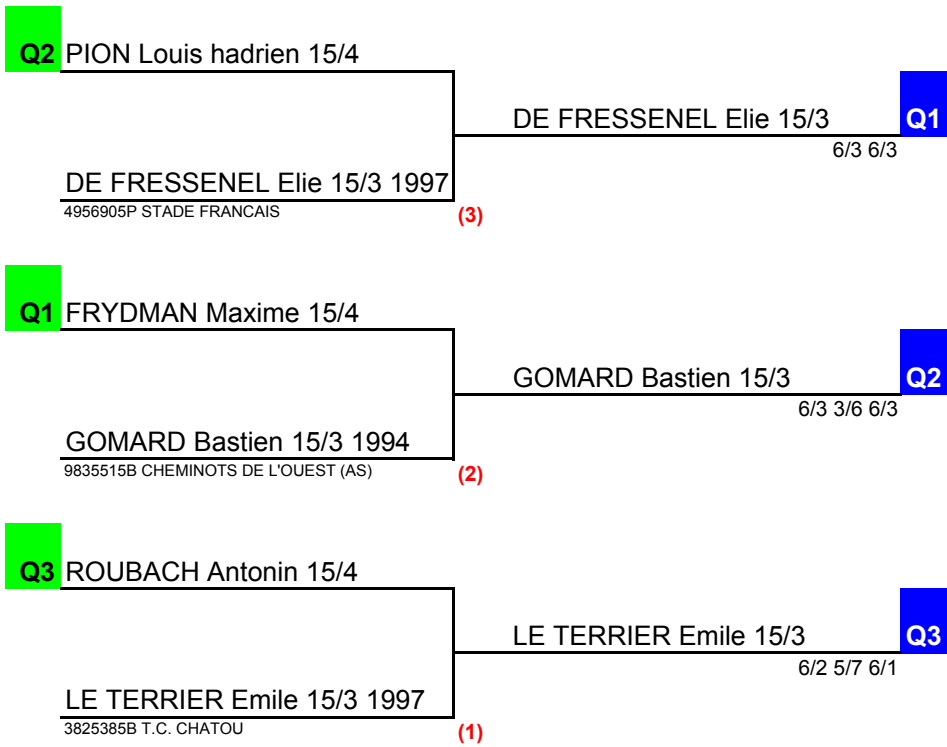 Q2 PION Louis hadrien 15/4
DE FRESSENEL Elie 15/3 Q1
6/3 6/3
DE FRESSENEL Elie 15/3 1997
4956905P STADE FRANCAIS (3)
Q1 FRYDMAN Maxime 15/4
GOMARD Bastien 15/3 Q2
6/3 3/6 6/3
GOMARD Bastien 15/3 1994
9835515B CHEMINOTS DE L'OUEST (AS) (2)
Q3 ROUBACH Antonin 15/4
LE TERRIER Emile 15/3 Q3
6/2 5/7 6/1
LE TERRIER Emile 15/3 1997
3825385B T.C. CHATOU (1)